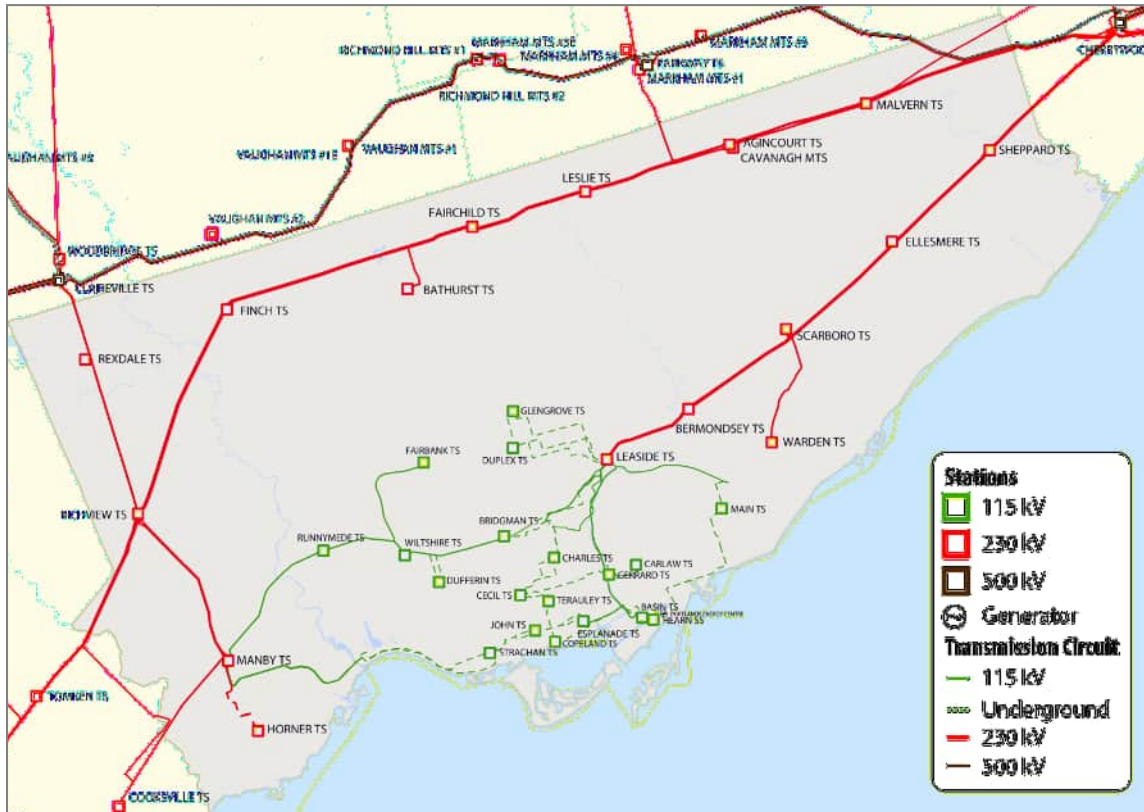 RICHMOND HILL MTS #1
MARKHAM MTS #3
MARKHAM MTS #4
PARKWAY TS
MARKHAM MTS #1
CHERRYWOOD
RICHMOND HILL MTS #2
VAUGHAN MTS #1
VAUGHAN MTS #2
WOODBRIDGE TS
CLAIREVILLE TS
MALVERN TS
AGINCOURT TS
CAVANAGH MTS
SHEPPARD TS
LESLIE TS
FAIRCHILD TS
ELLESMERE TS
BATHURST TS
FINCH TS
SCARBORO TS
REXDALE TS
GLENGROVE TS
BERMONDSEY TS
WARDEN TS
FAIRBANK TS
DUPLEX TS
LEASIDE TS
RICHVIEW TS
BRIDGMAN TS
MAIN TS
RUNNYMEDE TS
WILTSHIRE TS
CHARLES TS
CARLAW TS
DUFFERIN TS
GERRARD TS
CECIL TS
TERAULEY TS
BASIN TS
HEARN SS
JOHN TS
ESPLANADE TS
COPELAND TS
STRACHAN TS
MANBY TS
TOMKEN TS
HORNER TS
COOKSVILLE TS
Stations
115 kV
230 kV
500 kV
Generator
Transmission Circuit
115 kV
Underground
230 kV
500 kV